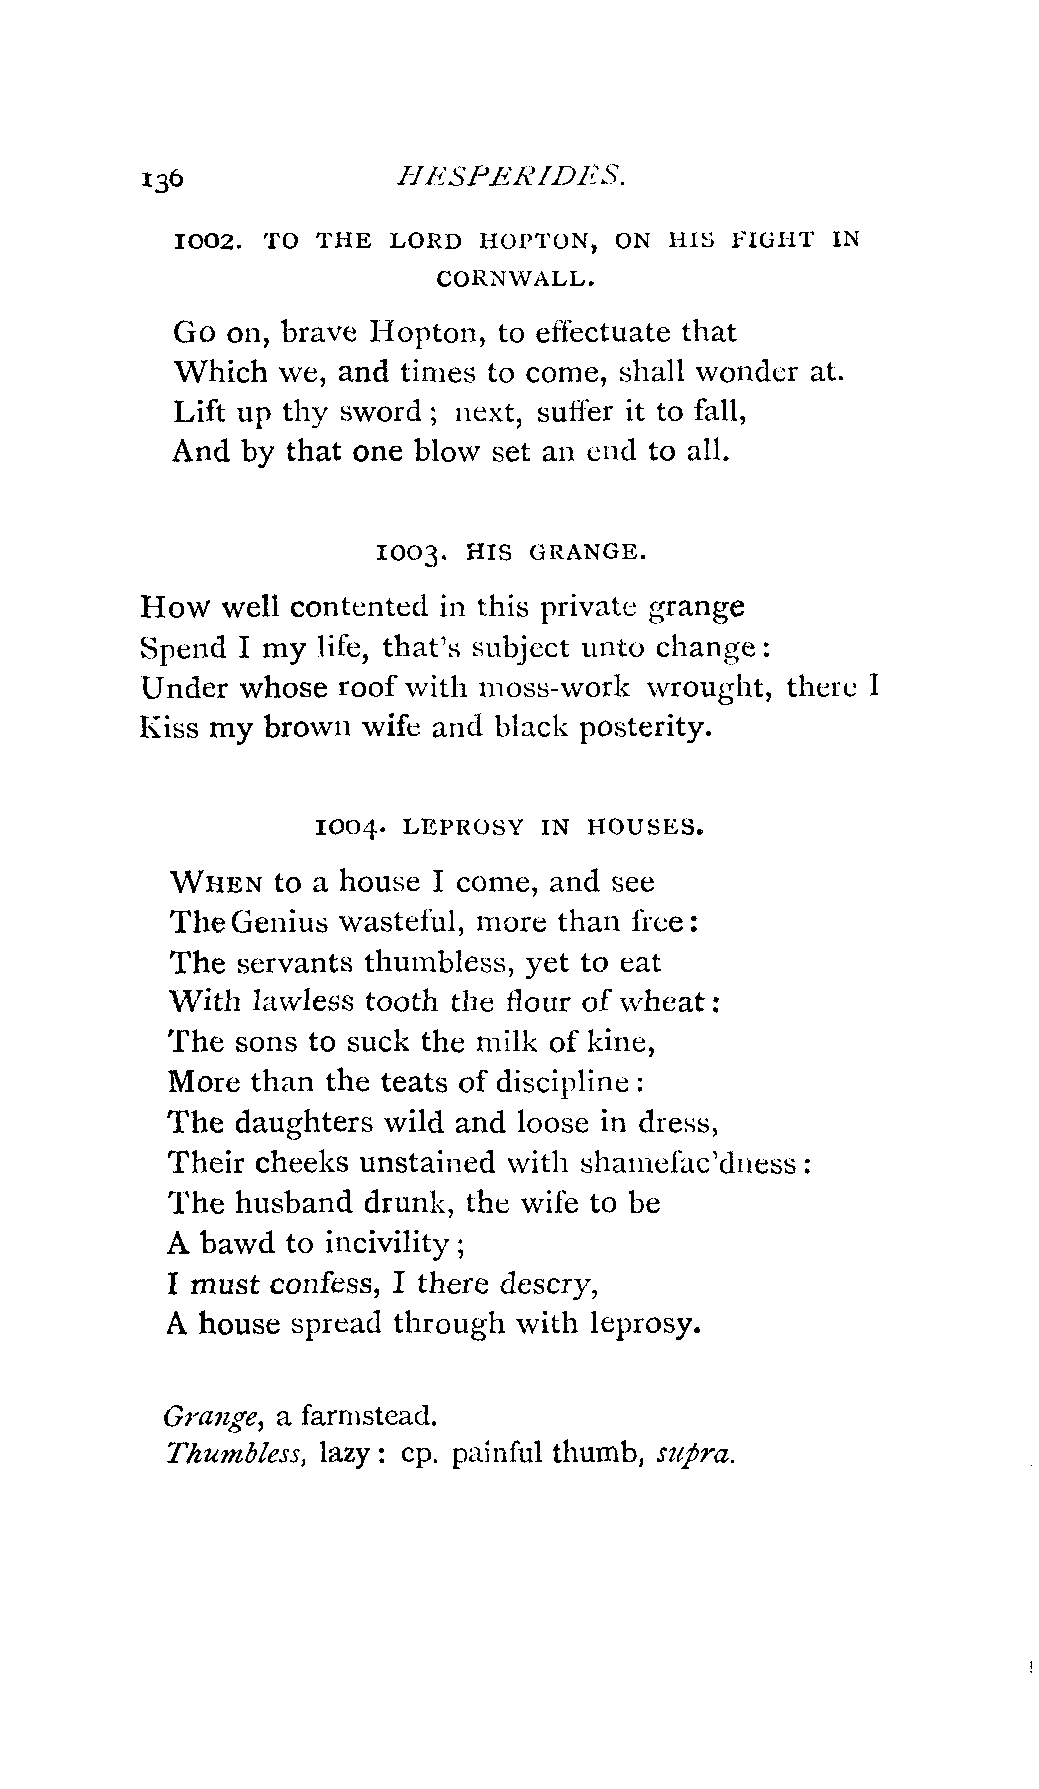 136 HESPERIDES.
1002. TO THE LORD HOPTON, ON HIS FIGHT IN
CORNWALL.
Go on, brave Hopton, to effectuate that
Which we, and times to come, shall wonder at.
Lift up thy sword ; next, suffer it to fall,
And by that one blow set an end to all.
1003. HIS GRANGE.
How well contented in this private grange
Spend I my life, that's subject unto change :
Under whose roof with moss-work wrought, there I
Kiss my brown wife and black posterity.
1004. LEPROSY IN HOUSES.
WHEN to a house I come, and see
The Genius wasteful, more than free :
The servants thumbless, yet to eat
With lawless tooth the flour of wheat :
The sons to suck the milk of kine,
More than the teats of discipline :
The daughters wild and loose in dress,
Their cheeks unstained with shamefac'dness :
The husband drunk, the wife to be
A bawd to incivility ;
I must confess, I there descry,
A house spread through with leprosy.
Grange, a farmstead.
Thumbless, lazy : cp. painful thumb, supra.